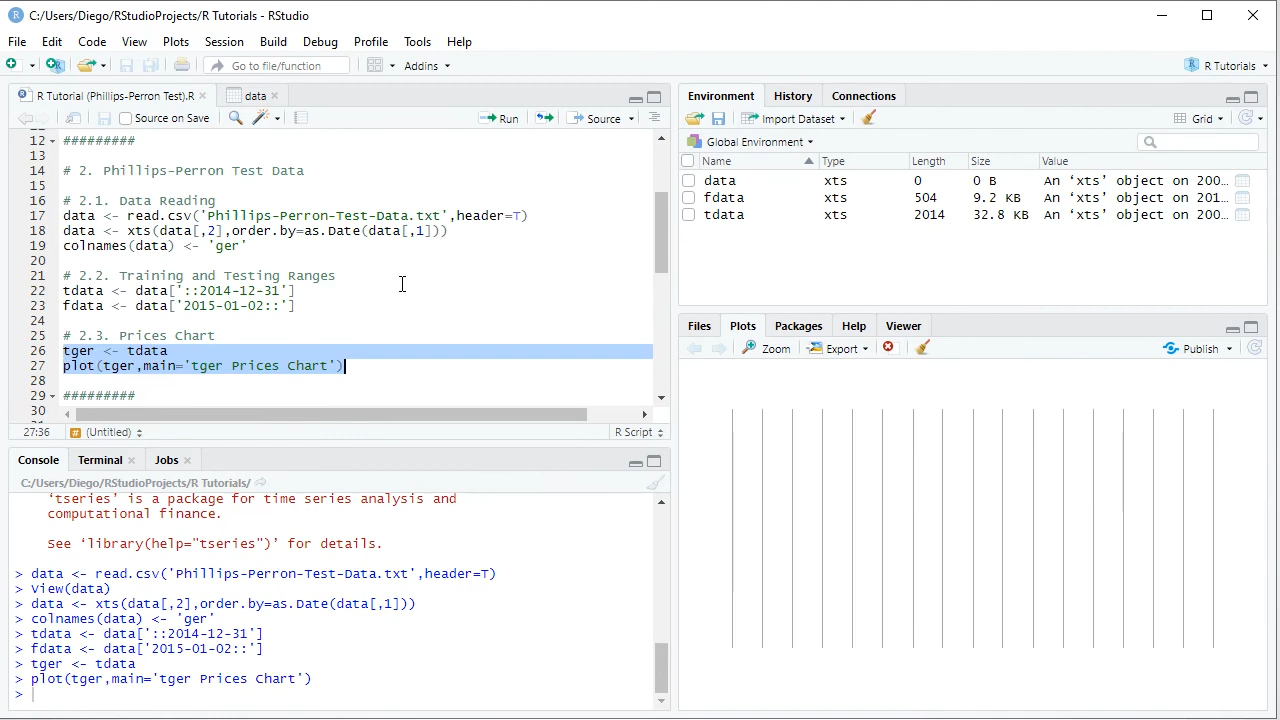 C:/Users/Diego/RStudioProjects/R Tutorials - RStudio
File Edit Code View Plots Session Build Debug Profile Tools Help
Go to file/function Addins R Tutorials
R Tutorial (Phillips-Perron Test).R data
Source on Save Run Source
12 #########
13
14 # 2. Phillips-Perron Test Data
15
16 # 2.1. Data Reading
17 data <- read.csv('Phillips-Perron-Test-Data.txt',header=T)
18 data <- xts(data[,2],order.by=as.Date(data[,1]))
19 colnames(data) <- 'ger'
20
21 # 2.2. Training and Testing Ranges
22 tdata <- data['::2014-12-31']
23 fdata <- data['2015-01-02::']
24
25 # 2.3. Prices Chart
26 tger <- tdata
27 plot(tger,main='tger Prices Chart')
28
29 #########
30
27:36 # (Untitled) R Script
Console Terminal Jobs
C:/Users/Diego/RStudioProjects/R Tutorials/
‘tseries’ is a package for time series analysis and
computational finance.
See ‘library(help="tseries")’ for details.
> data <- read.csv('Phillips-Perron-Test-Data.txt',header=T)
> View(data)
> data <- xts(data[,2],order.by=as.Date(data[,1]))
> colnames(data) <- 'ger'
> tdata <- data['::2014-12-31']
> fdata <- data['2015-01-02::']
> tger <- tdata
> plot(tger,main='tger Prices Chart')
>
Environment History Connections
Import Dataset Grid
Global Environment
Name Type Length Size Value
data xts 0 0 B An ‘xts’ object on 200...
fdata xts 504 9.2 KB An ‘xts’ object on 201...
tdata xts 2014 32.8 KB An ‘xts’ object on 200...
Files Plots Packages Help Viewer
Zoom Export Publish